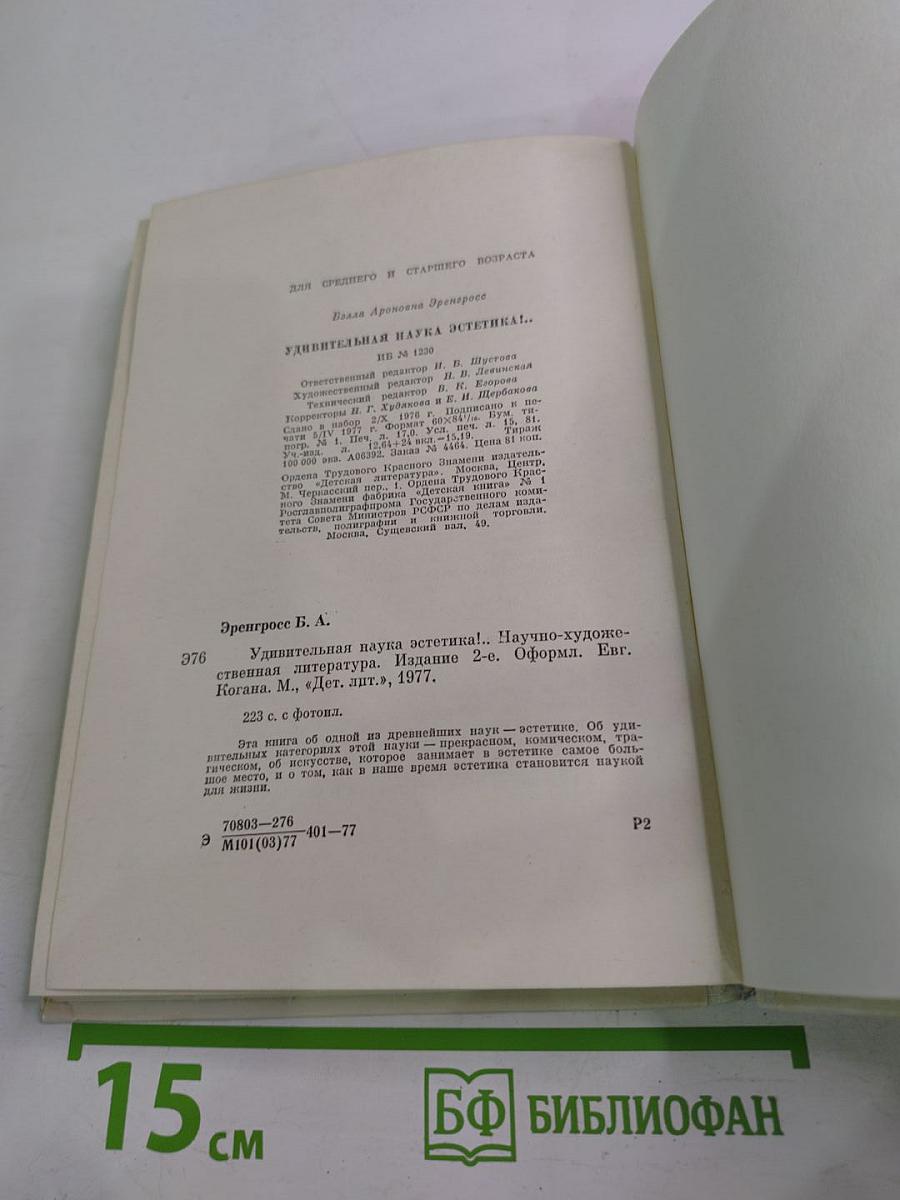 ДЛЯ СРЕДНЕГО И СТАРШЕГО ВОЗРАСТА
Бэлла Ароновна Эренгросс
УДИВИТЕЛЬНАЯ НАУКА ЭСТЕТИКА!..
ИБ № 1230
Ответственный редактор И. В. Шустова
Художественный редактор Н. В. Левинская
Технический редактор В. К. Егорова
Корректоры Н. Г. Худякова и Е. И. Щербакова
Сдано в набор 2/X 1976 г. Подписано к пе-
чати 5/IV 1977 г. Формат 60×84¹/₁₆. Бум. ти-
погр. № 1. Печ. л. 17,0. Усл. печ. л. 15,81.
Уч.-изд. л. 12,64+24 вкл.=15,19. Тираж
100 000 экз. А06392. Заказ № 4464. Цена 81 коп.
Ордена Трудового Красного Знамени издатель-
ство «Детская литература». Москва, Центр,
М. Черкасский пер., 1. Ордена Трудового Крас-
ного Знамени фабрика «Детская книга» № 1
Росглавполиграфпрома Государственного коми-
тета Совета Министров РСФСР по делам изда-
тельств, полиграфии и книжной торговли.
Москва, Сущевский вал, 49.
Эренгросс Б. А.
Э76 Удивительная наука эстетика!.. Научно-художе-
ственная литература. Издание 2-е. Оформл. Евг.
Когана. М., «Дет. лит.», 1977.
223 с. с фотоил.
Эта книга об одной из древнейших наук — эстетике. Об уди-
вительных категориях этой науки — прекрасном, комическом, тра-
гическом, об искусстве, которое занимает в эстетике самое боль-
шое место, и о том, как в наше время эстетика становится наукой
для жизни.
Э 70803—276
М101(03)77 —401—77 Р2
15 см БФ БИБЛИОФАН